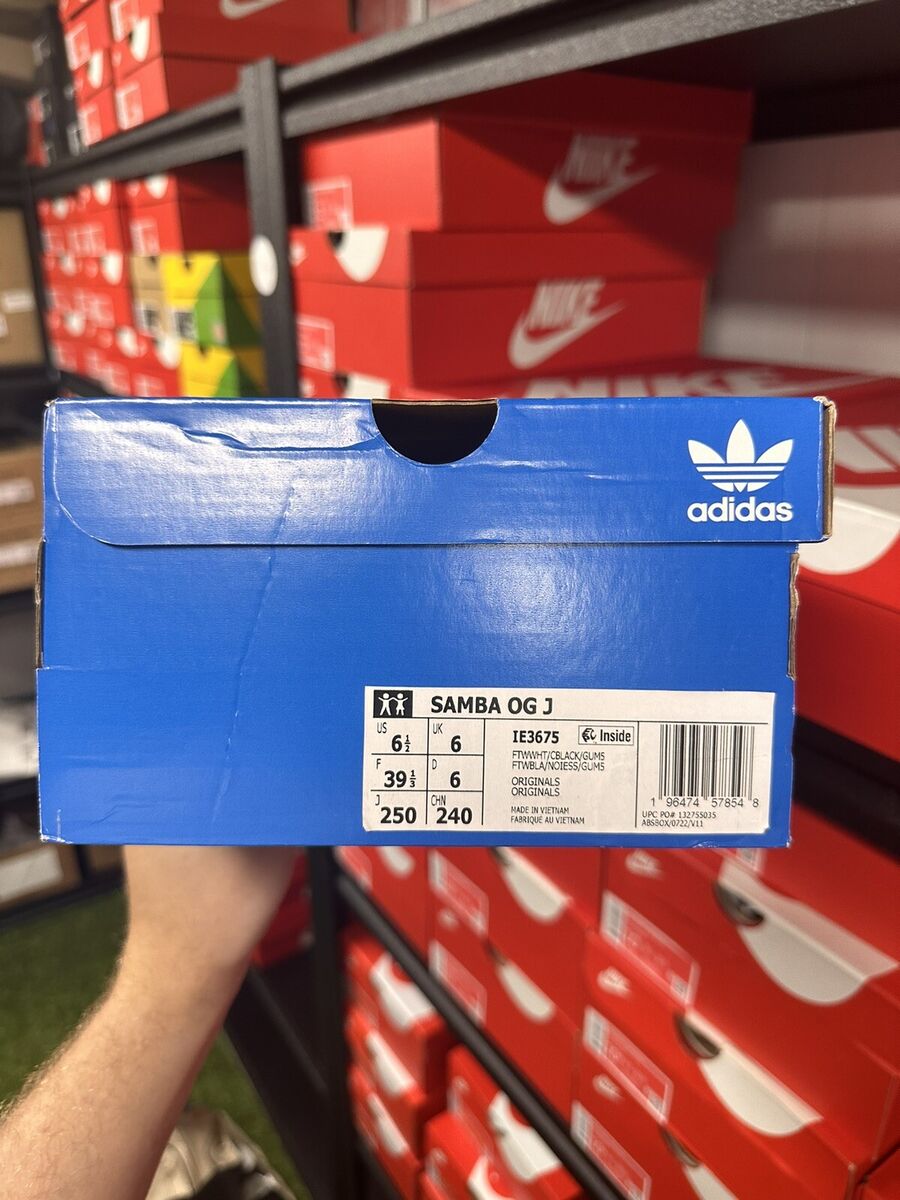 NIKE
NIKE
NIKE
adidas
SAMBA OG J
US
6½
UK
6
F
39⅓
D
6
J
250
CHN
240
IE3675
Inside
FTWWHT/CBLACK/GUM5
FTWBLA/NOIESS/GUM5
ORIGINALS
ORIGINALS
MADE IN VIETNAM
FABRIQUÉ AU VIETNAM
1 96474 57854 8
UPC PO# 132755035
ABSBOX/0722/V11